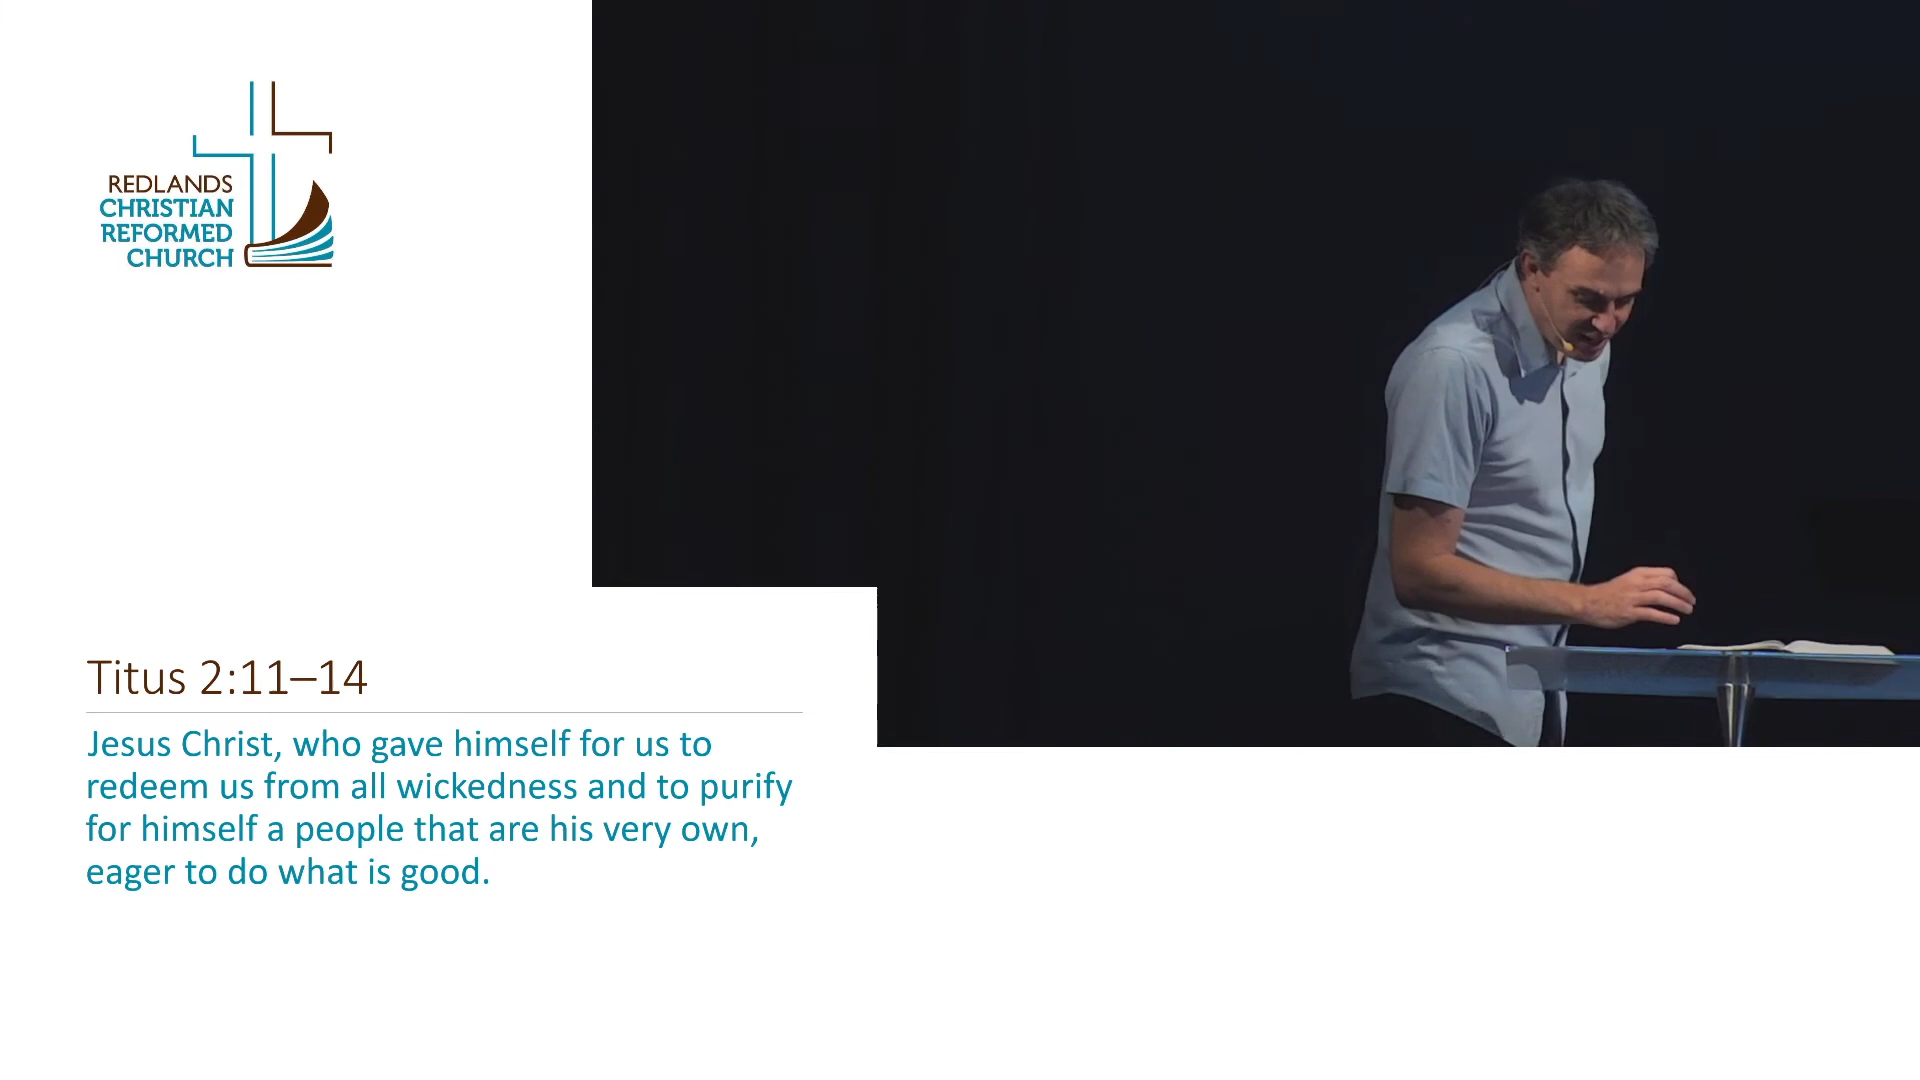 REDLANDS
CHRISTIAN
REFORMED
CHURCH
Titus 2:11–14
Jesus Christ, who gave himself for us to
redeem us from all wickedness and to purify
for himself a people that are his very own,
eager to do what is good.